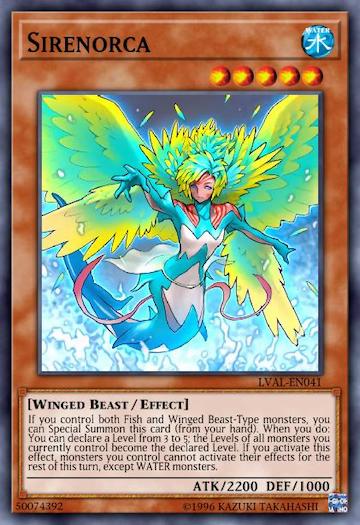 SIRENORCA
WATER
水
LVAL-EN041
[WINGED BEAST / EFFECT]
If you control both Fish and Winged Beast-Type monsters, you
can Special Summon this card (from your hand). When you do:
You can declare a Level from 3 to 5; the Levels of all monsters you
currently control become the declared Level. If you activate this
effect, monsters you control cannot activate their effects for the
rest of this turn, except WATER monsters.
ATK/2200 DEF/1000
50074392 ©1996 KAZUKI TAKAHASHI